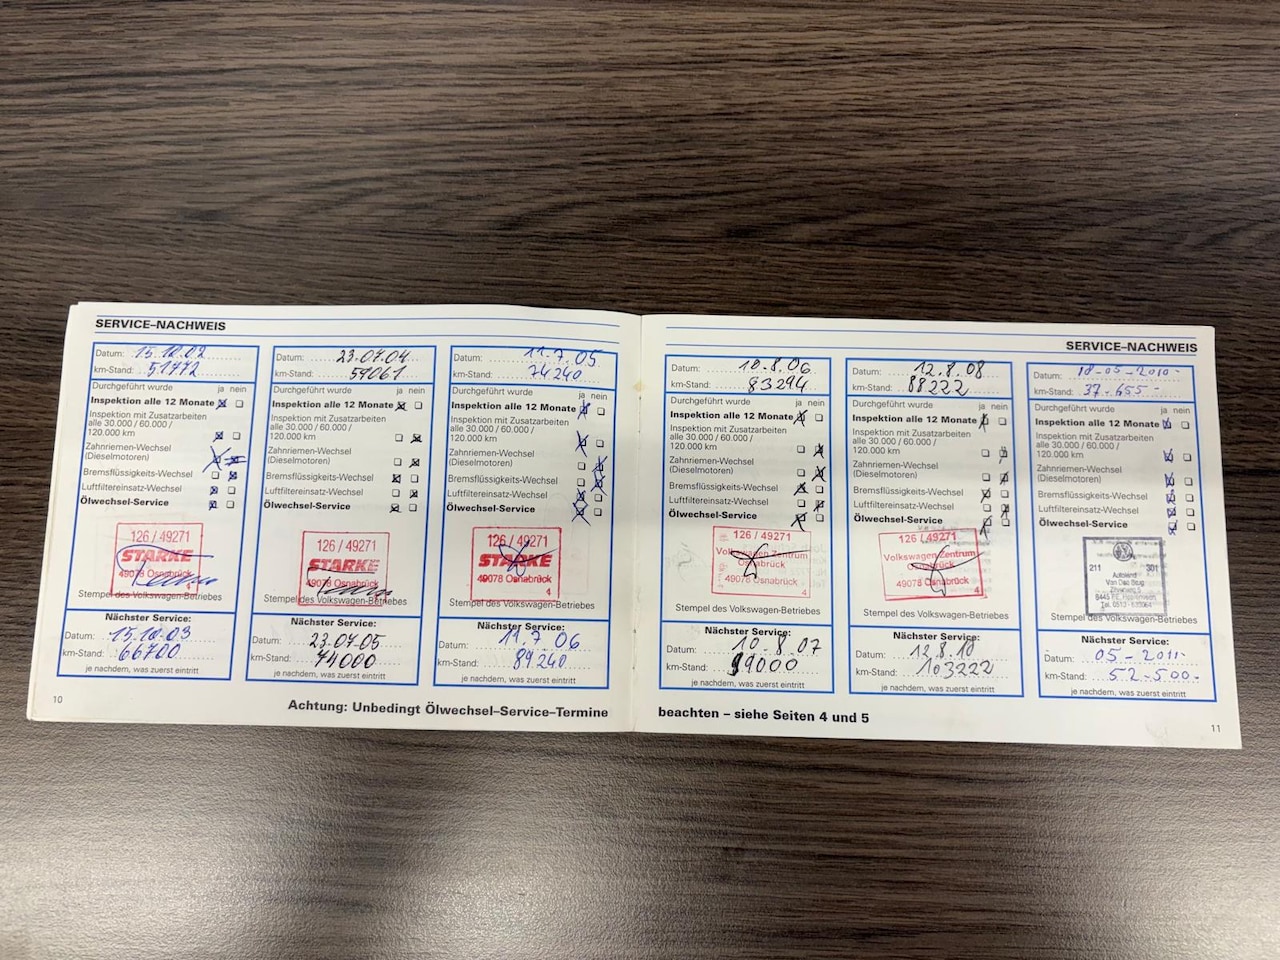 SERVICE–NACHWEIS
Datum: 15.10.02
km-Stand: 51772
Durchgeführt wurde ja nein
Inspektion alle 12 Monate
Inspektion mit Zusatzarbeiten
alle 30.000 / 60.000 /
120.000 km
Zahnriemen-Wechsel
(Dieselmotoren)
Bremsflüssigkeits-Wechsel
Luftfiltereinsatz-Wechsel
Ölwechsel-Service
126 / 49271
STARKE
49078 Osnabrück
4
Stempel des Volkswagen-Betriebes
Nächster Service:
Datum: 15.10.03
km-Stand: 66700
je nachdem, was zuerst eintritt
Datum: 23.07.04
km-Stand: 59061
Durchgeführt wurde ja nein
Inspektion alle 12 Monate
Inspektion mit Zusatzarbeiten
alle 30.000 / 60.000 /
120.000 km
Zahnriemen-Wechsel
(Dieselmotoren)
Bremsflüssigkeits-Wechsel
Luftfiltereinsatz-Wechsel
Ölwechsel-Service
126 / 49271
STARKE
49078 Osnabrück
4
Stempel des Volkswagen-Betriebes
Nächster Service:
Datum: 23.07.05
km-Stand: 74000
je nachdem, was zuerst eintritt
Datum: 11.7.05
km-Stand: 74240
Durchgeführt wurde ja nein
Inspektion alle 12 Monate
Inspektion mit Zusatzarbeiten
alle 30.000 / 60.000 /
120.000 km
Zahnriemen-Wechsel
(Dieselmotoren)
Bremsflüssigkeits-Wechsel
Luftfiltereinsatz-Wechsel
Ölwechsel-Service
126 / 49271
STARKE
49078 Osnabrück
4
Stempel des Volkswagen-Betriebes
Nächster Service:
Datum: 11.7.06
km-Stand: 89240
je nachdem, was zuerst eintritt
10
Achtung: Unbedingt Ölwechsel–Service–Termine
SERVICE–NACHWEIS
Datum: 10.8.06
km-Stand: 83294
Durchgeführt wurde ja nein
Inspektion alle 12 Monate
Inspektion mit Zusatzarbeiten
alle 30.000 / 60.000 /
120.000 km
Zahnriemen-Wechsel
(Dieselmotoren)
Bremsflüssigkeits-Wechsel
Luftfiltereinsatz-Wechsel
Ölwechsel-Service
126 / 49271
Volkswagen Zentrum
Osnabrück
49078 Osnabrück
4
Stempel des Volkswagen-Betriebes
Nächster Service:
Datum: 10.8.07
km-Stand: 99000
je nachdem, was zuerst eintritt
Datum: 12.8.08
km-Stand: 88222
Durchgeführt wurde ja nein
Inspektion alle 12 Monate
Inspektion mit Zusatzarbeiten
alle 30.000 / 60.000 /
120.000 km
Zahnriemen-Wechsel
(Dieselmotoren)
Bremsflüssigkeits-Wechsel
Luftfiltereinsatz-Wechsel
Ölwechsel-Service
126 / 49271
Volkswagen Zentrum
Osnabrück
49078 Osnabrück
4
Stempel des Volkswagen-Betriebes
Nächster Service:
Datum: 12.8.10
km-Stand: 103222
je nachdem, was zuerst eintritt
Datum: 18-05-2010-
km-Stand: 37.655-
Durchgeführt wurde ja nein
Inspektion alle 12 Monate
Inspektion mit Zusatzarbeiten
alle 30.000 / 60.000 /
120.000 km
Zahnriemen-Wechsel
(Dieselmotoren)
Bremsflüssigkeits-Wechsel
Luftfiltereinsatz-Wechsel
Ölwechsel-Service
211 301
Autoland
Van Den Brug
8445 PE Heerenveen
Stempel des Volkswagen-Betriebes
Nächster Service:
Datum: 05-2011-
km-Stand: 52-500-
je nachdem, was zuerst eintritt
beachten – siehe Seiten 4 und 5
11